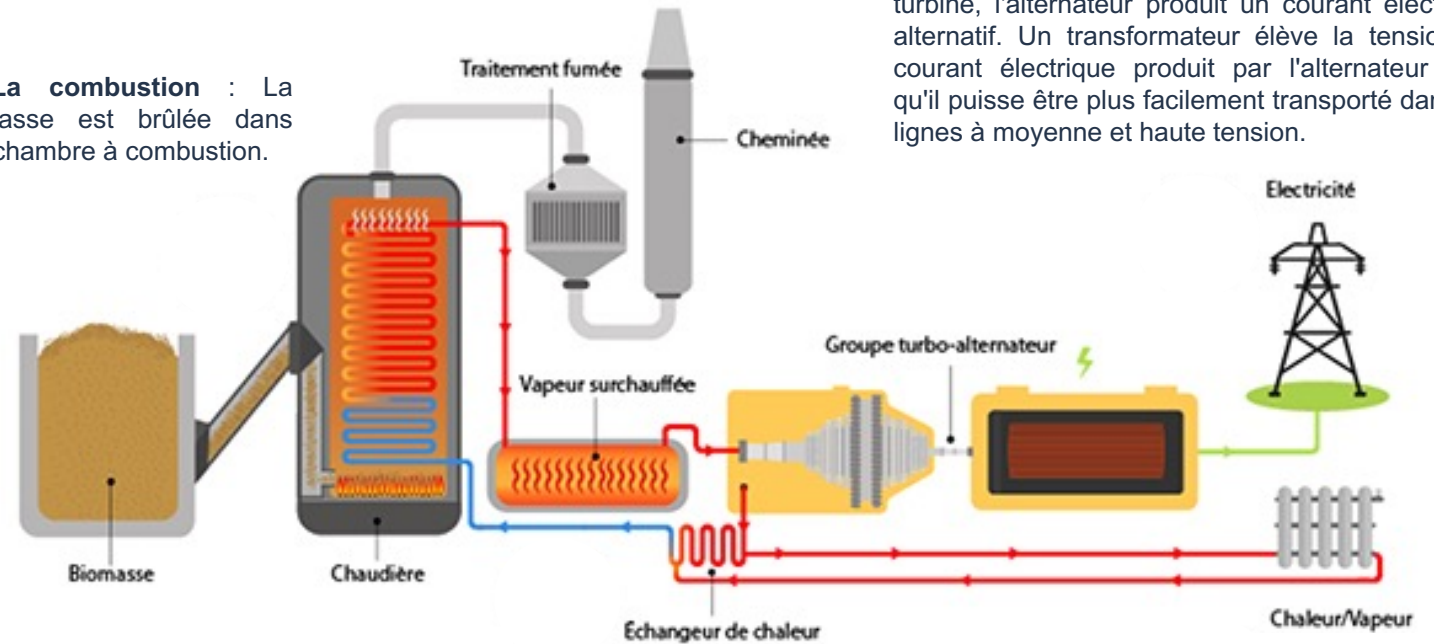 La combustion : La
asse est brûlée dans
chambre à combustion.
turbine, l'alternateur produit un courant élect
alternatif. Un transformateur élève la tensio
courant électrique produit par l'alternateur
qu'il puisse être plus facilement transporté dan
lignes à moyenne et haute tension.
Traitement fumée
Cheminée
Electricité
Groupe turbo-alternateur
Vapeur surchauffée
Biomasse
Chaudière
Échangeur de chaleur
Chaleur/Vapeur